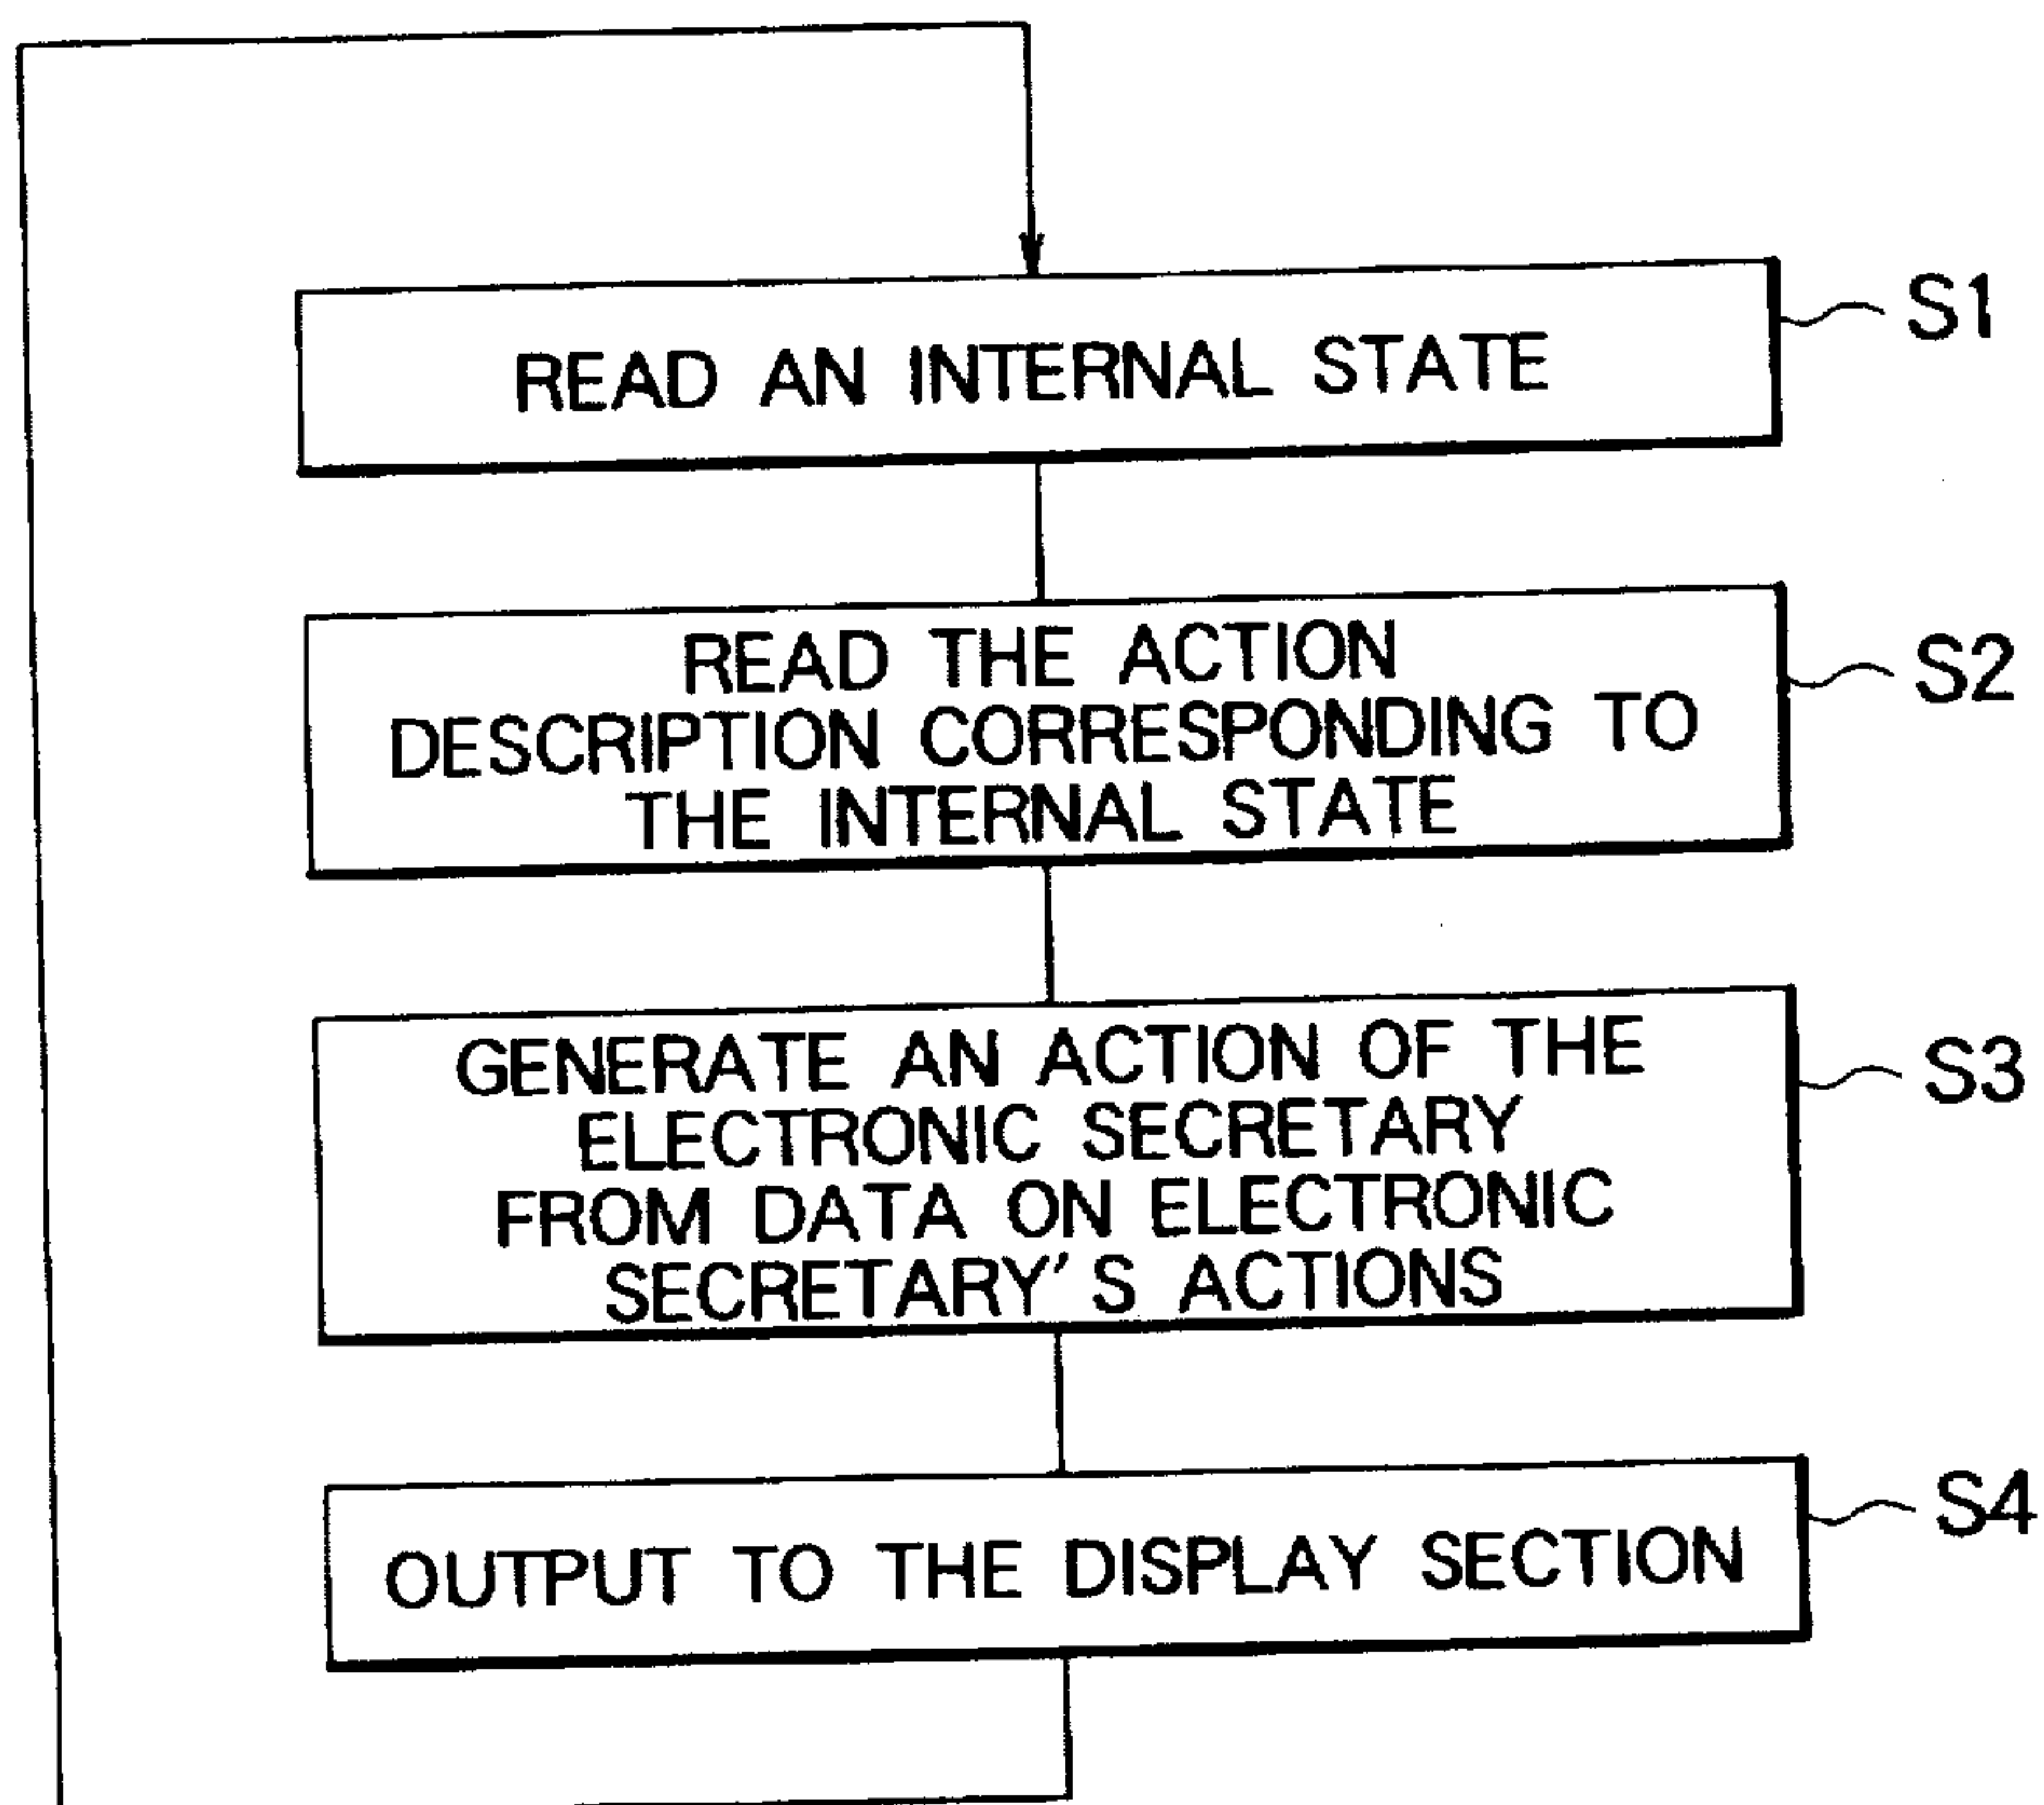 READ AN INTERNAL STATE
S1
READ THE ACTION
DESCRIPTION CORRESPONDING TO
THE INTERNAL STATE
S2
GENERATE AN ACTION OF THE
ELECTRONIC SECRETARY
FROM DATA ON ELECTRONIC
SECRETARY'S ACTIONS
S3
OUTPUT TO THE DISPLAY SECTION
S4